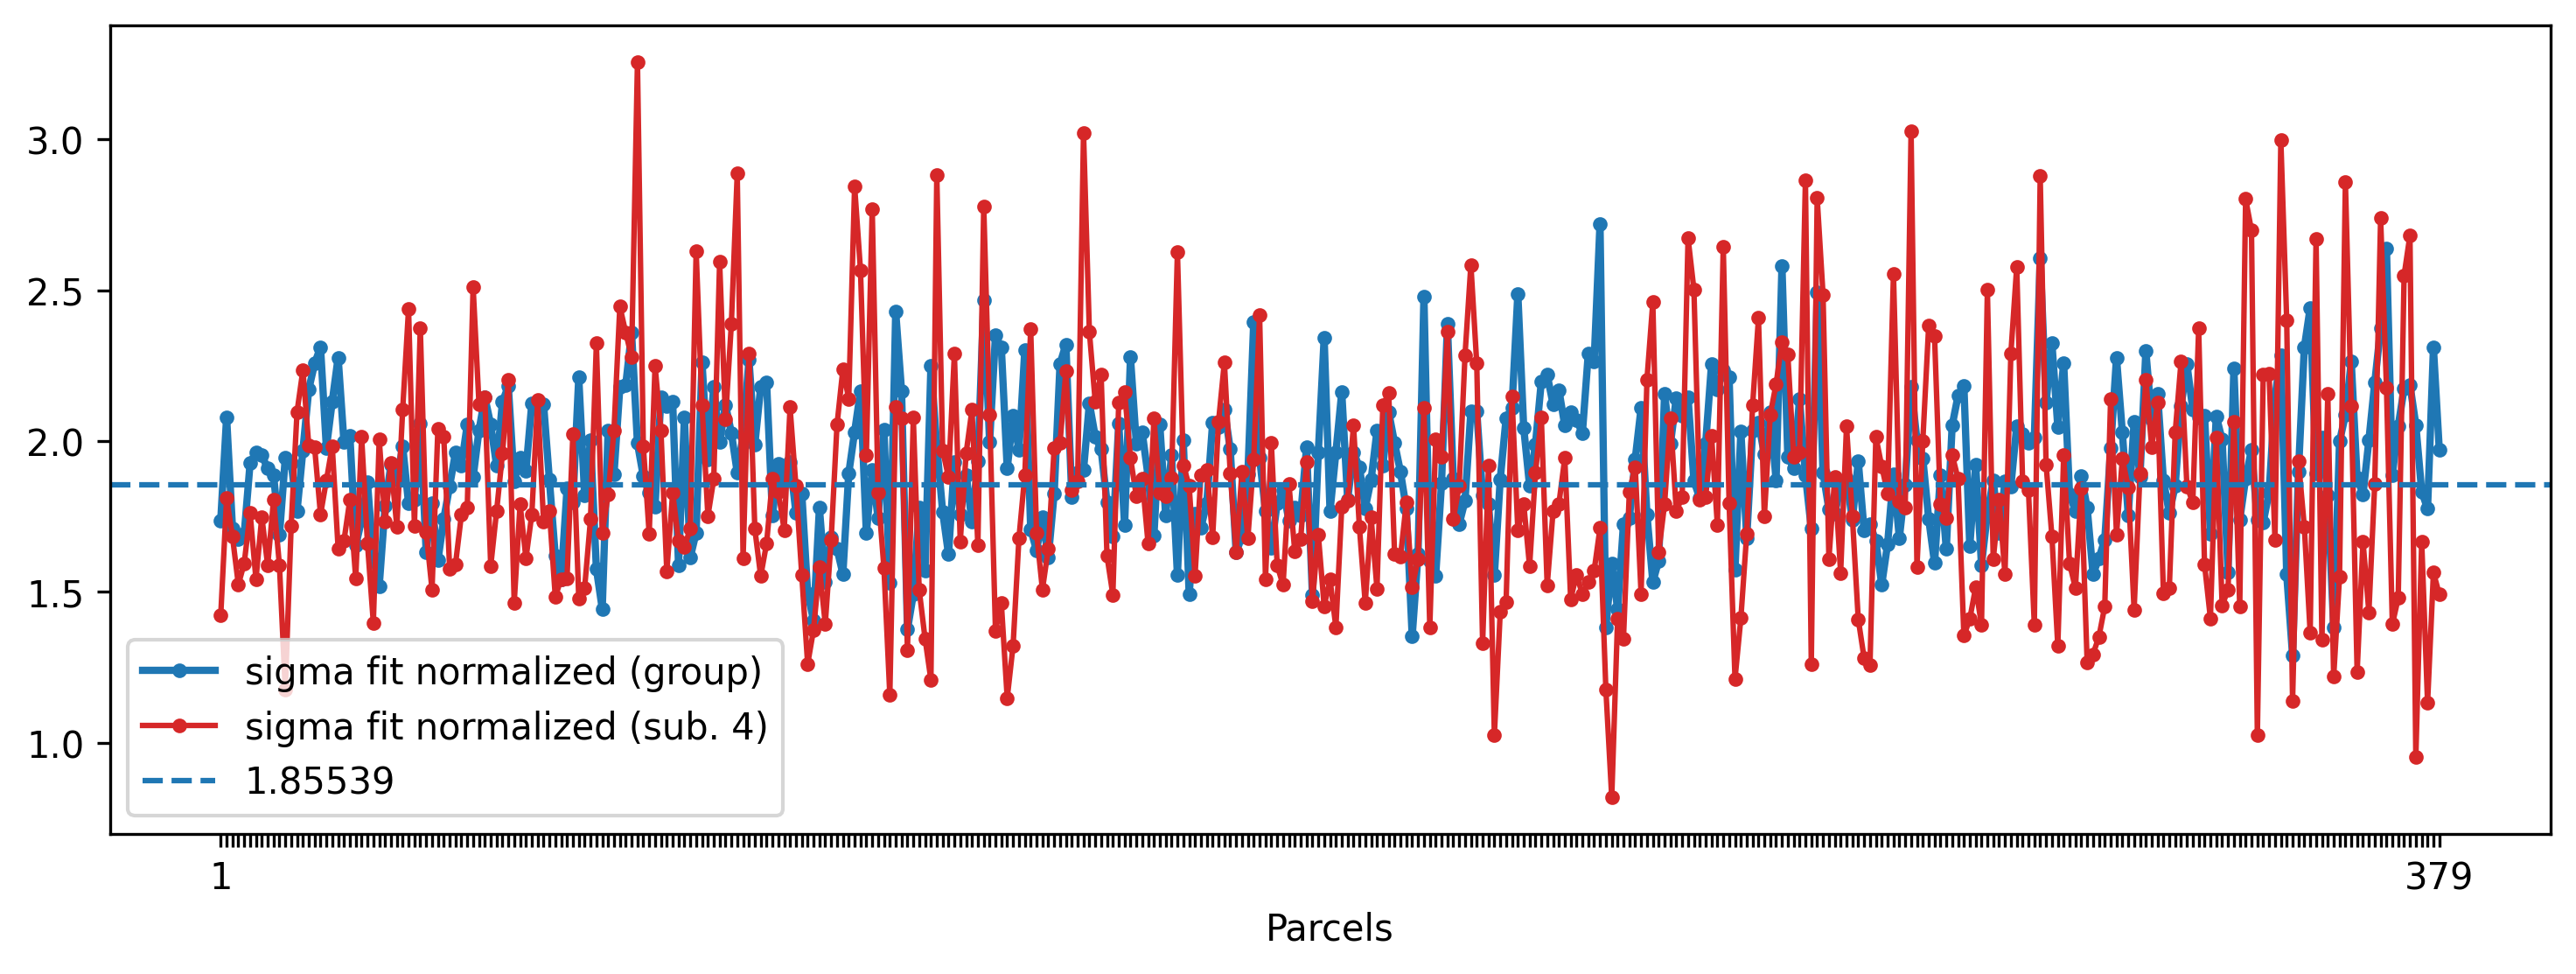 3.0
2.5
2.0
1.5
1.0
sigma fit normalized (group)
sigma fit normalized (sub. 4)
1.85539
1 379
Parcels